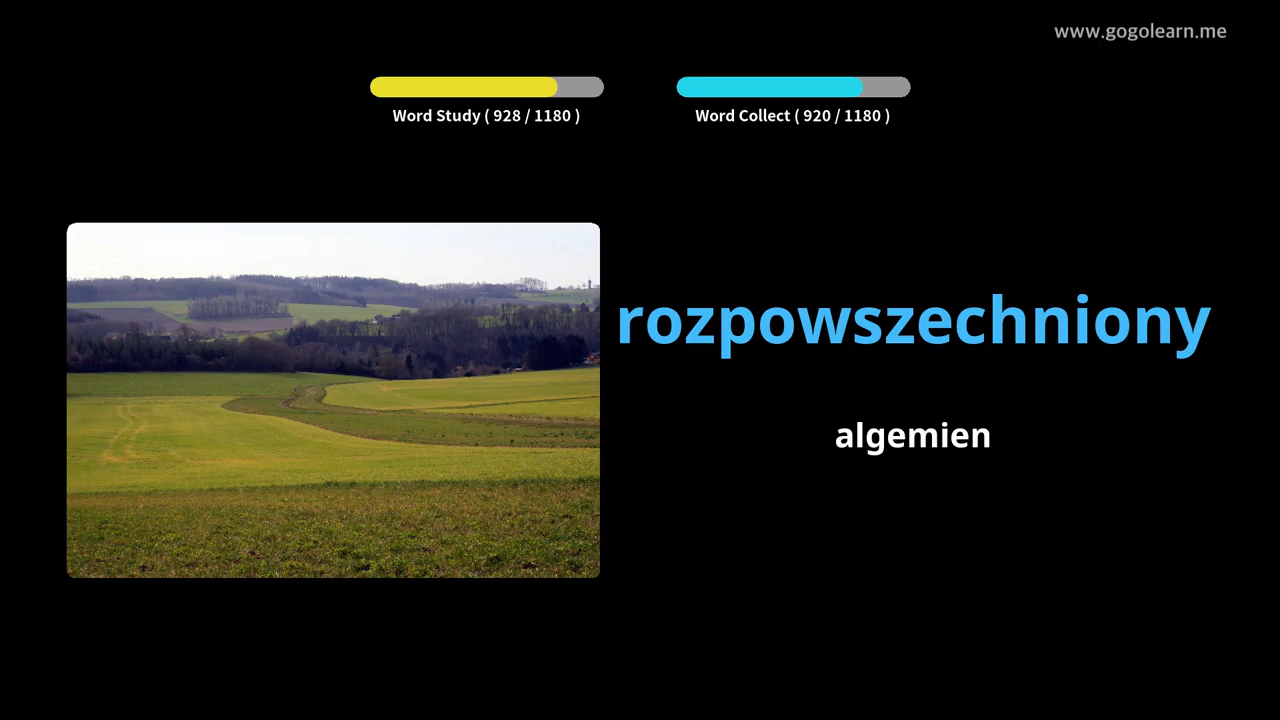 www.gogolearn.me
Word Study ( 928 / 1180 )
Word Collect ( 920 / 1180 )
rozpowszechniony
algemien